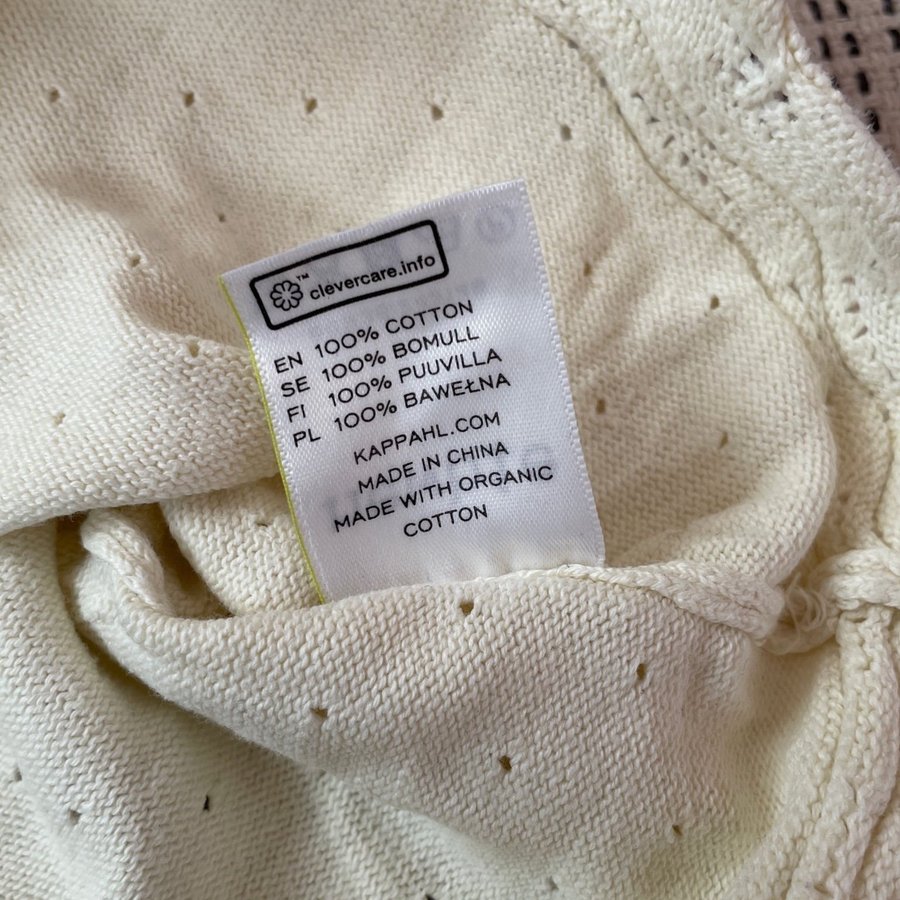 ™ clevercare.info
EN 100% COTTON
SE 100% BOMULL
FI 100% PUUVILLA
PL 100% BAWEŁNA
KAPPAHL.COM
MADE IN CHINA
MADE WITH ORGANIC
COTTON